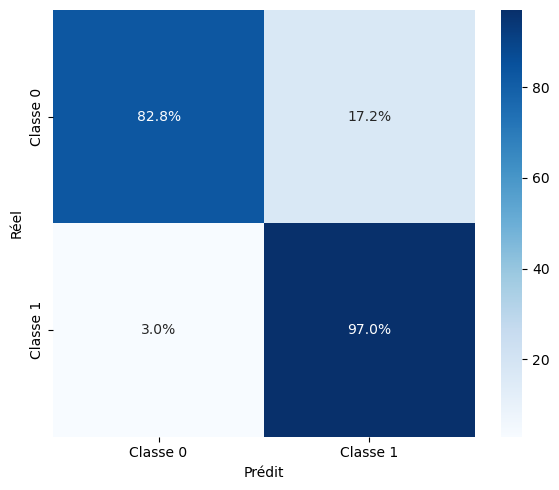 Réel
Classe 0
82.8%
17.2%
Classe 1
3.0%
97.0%
Classe 0
Classe 1
Prédit
80
60
40
20